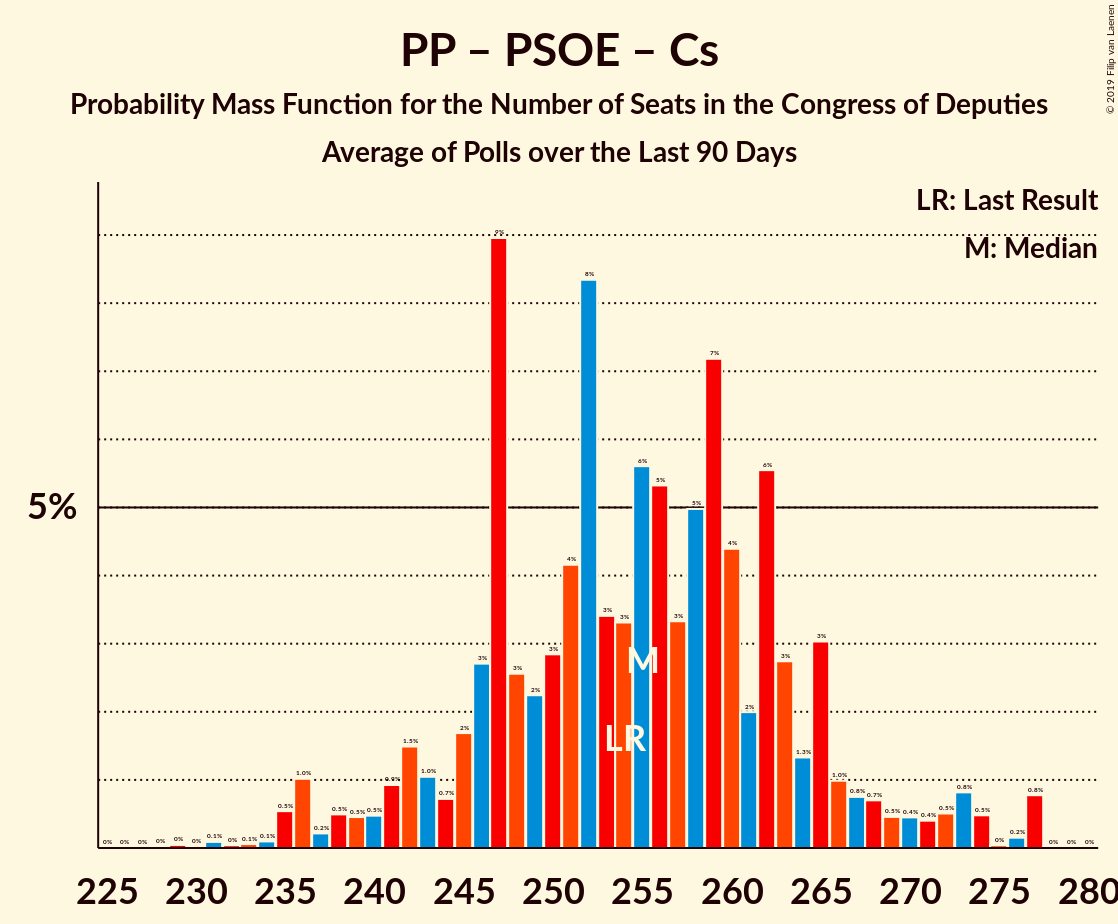 PP – PSOE – Cs
Probability Mass Function for the Number of Seats in the Congress of Deputies
Average of Polls over the Last 90 Days
© 2019 Filip van Laenen
LR: Last Result
M: Median
5%
0% 0% 0% 0% 0% 0% 0.1% 0% 0.1% 0.1% 0.5% 1.0% 0.2% 0.5% 0.5% 0.5% 0.9% 1.5% 1.0% 0.7% 2% 3% 9% 3% 2% 3% 4% 8% 3% 3% 6% 5% 3% 5% 7% 4% 2% 6% 3% 1.3% 3% 1.0% 0.8% 0.7% 0.5% 0.4% 0.4% 0.5% 0.8% 0.5% 0% 0.2% 0.8% 0% 0% 0%
M
LR
225 230 235 240 245 250 255 260 265 270 275 280